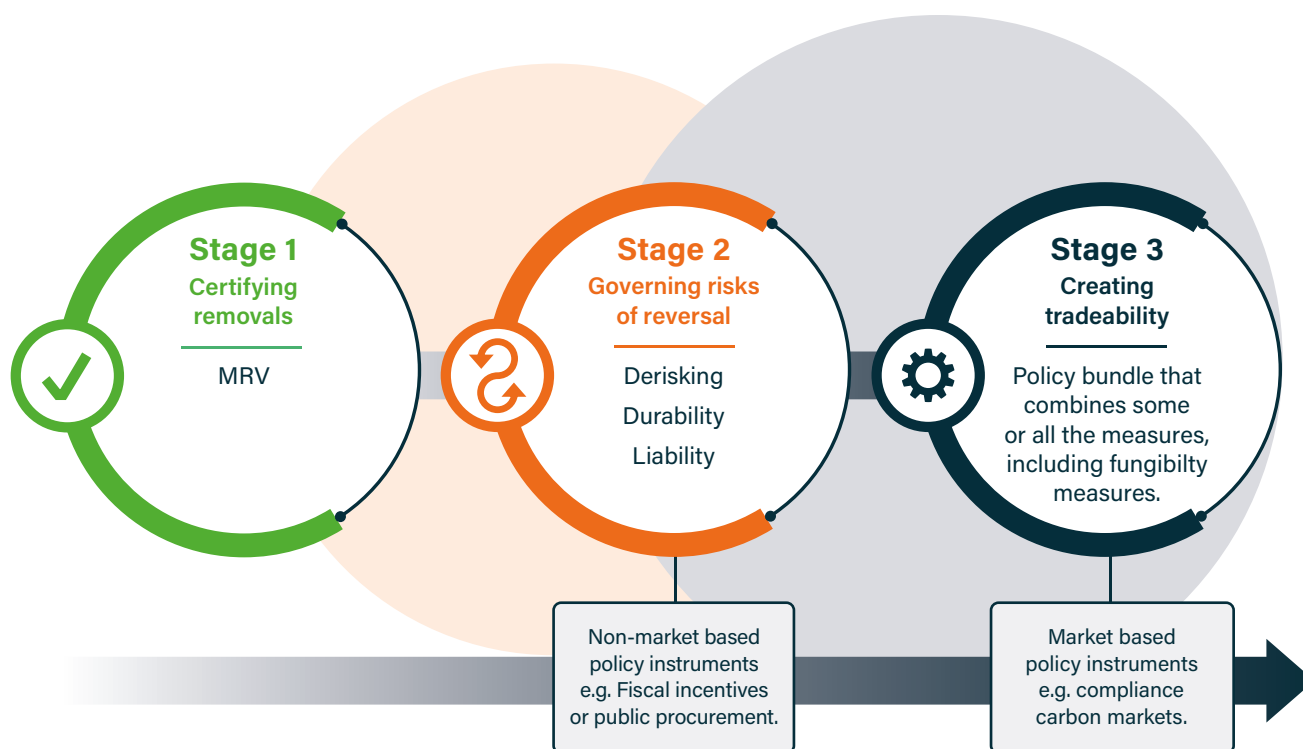 Stage 1
Certifying
removals
MRV
Stage 2
Governing risks
of reversal
Derisking
Durability
Liability
Stage 3
Creating
tradeability
Policy bundle that
combines some
or all the measures,
including fungibilty
measures.
Non-market based
policy instruments
e.g. Fiscal incentives
or public procurement.
Market based
policy instruments
e.g. compliance
carbon markets.